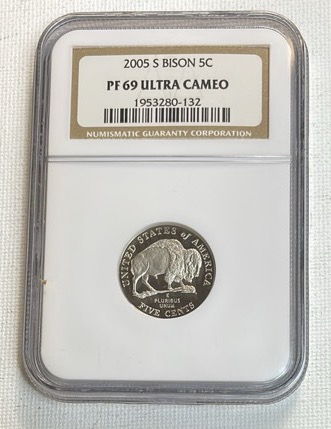 2005 S BISON 5C
PF 69 ULTRA CAMEO
1953280-132
NUMISMATIC GUARANTY CORPORATION
UNITED STATES of AMERICA
E
PLURIBUS
UNUM
FIVE CENTS